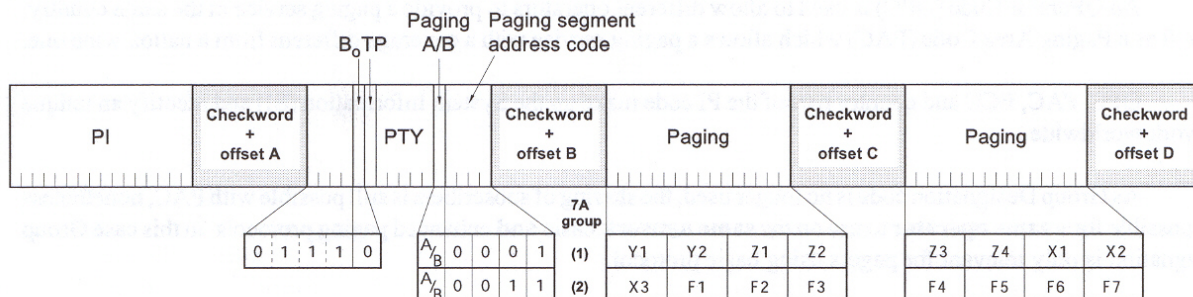 Paging Paging segment
B₀ TP A/B address code
PI
Checkword + offset A
PTY
Checkword + offset B
Paging
Checkword + offset C
Paging
Checkword + offset D
7A group
0 1 1 1 0
A/B 0 0 0 1 (1) Y1 Y2 Z1 Z2 Z3 Z4 X1 X2
A/B 0 0 1 1 (2) X3 F1 F2 F3 F4 F5 F6 F7